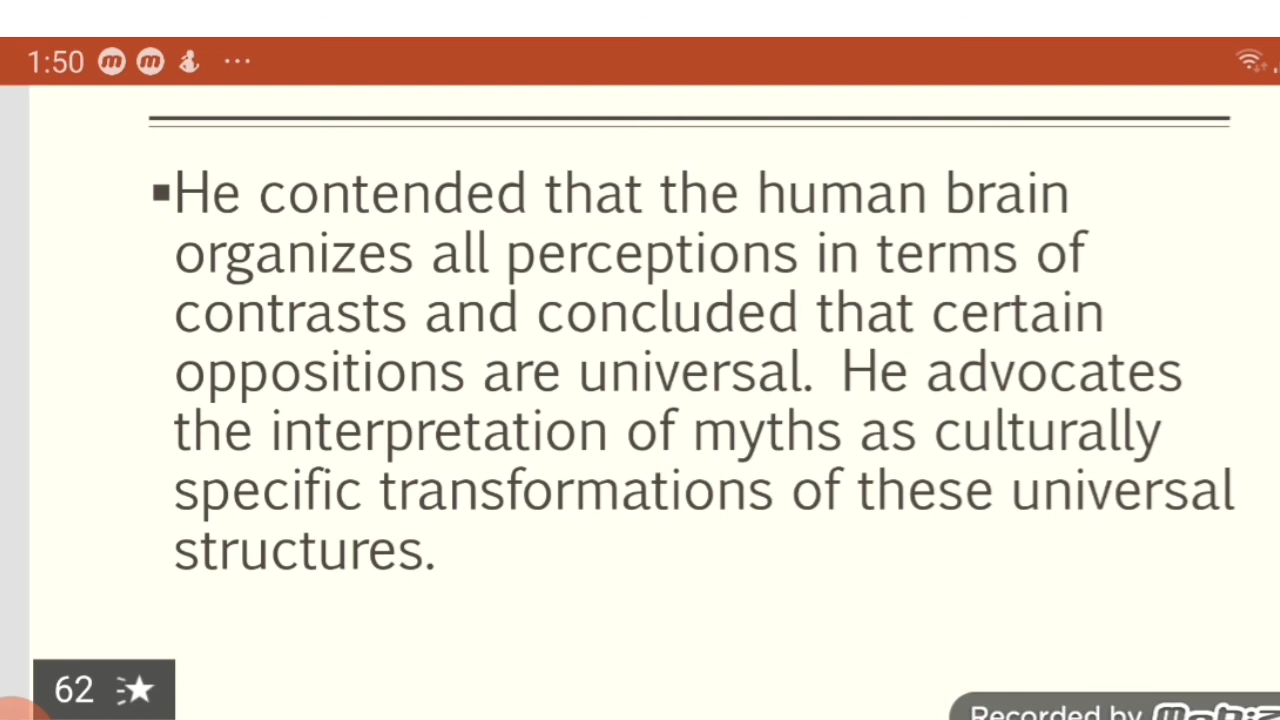 1:50
▪He contended that the human brain
organizes all perceptions in terms of
contrasts and concluded that certain
oppositions are universal. He advocates
the interpretation of myths as culturally
specific transformations of these universal
structures.
62
Recorded by